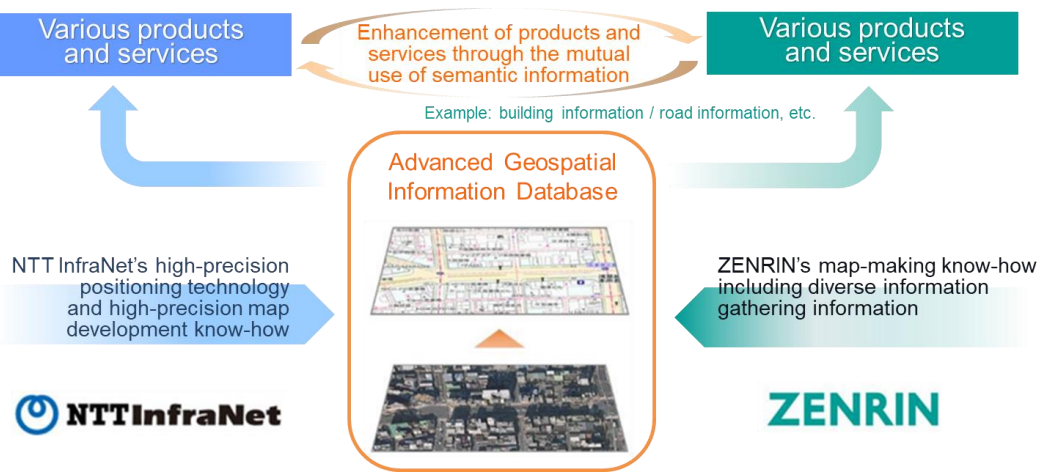 Various products
and services
Enhancement of products and
services through the mutual
use of semantic information
Various products
and services
Example: building information / road information, etc.
Advanced Geospatial
Information Database
NTT InfraNet's high-precision
positioning technology
and high-precision map
development know-how
ZENRIN's map-making know-how
including diverse information
gathering information
NTT InfraNet
ZENRIN